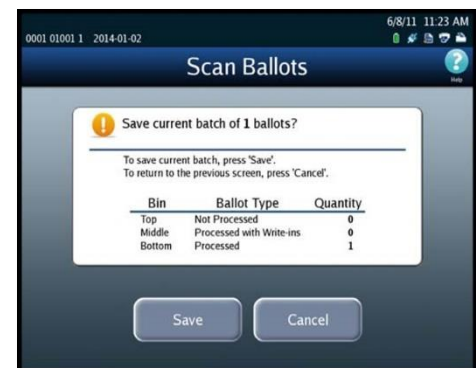 6/8/11 11:23 AM
0001 01001 1 2014-01-02
Scan Ballots
Help
Save current batch of 1 ballots?
To save current batch, press 'Save'.
To return to the previous screen, press 'Cancel'.
Bin Ballot Type Quantity
Top Not Processed 0
Middle Processed with Write-ins 0
Bottom Processed 1
Save Cancel